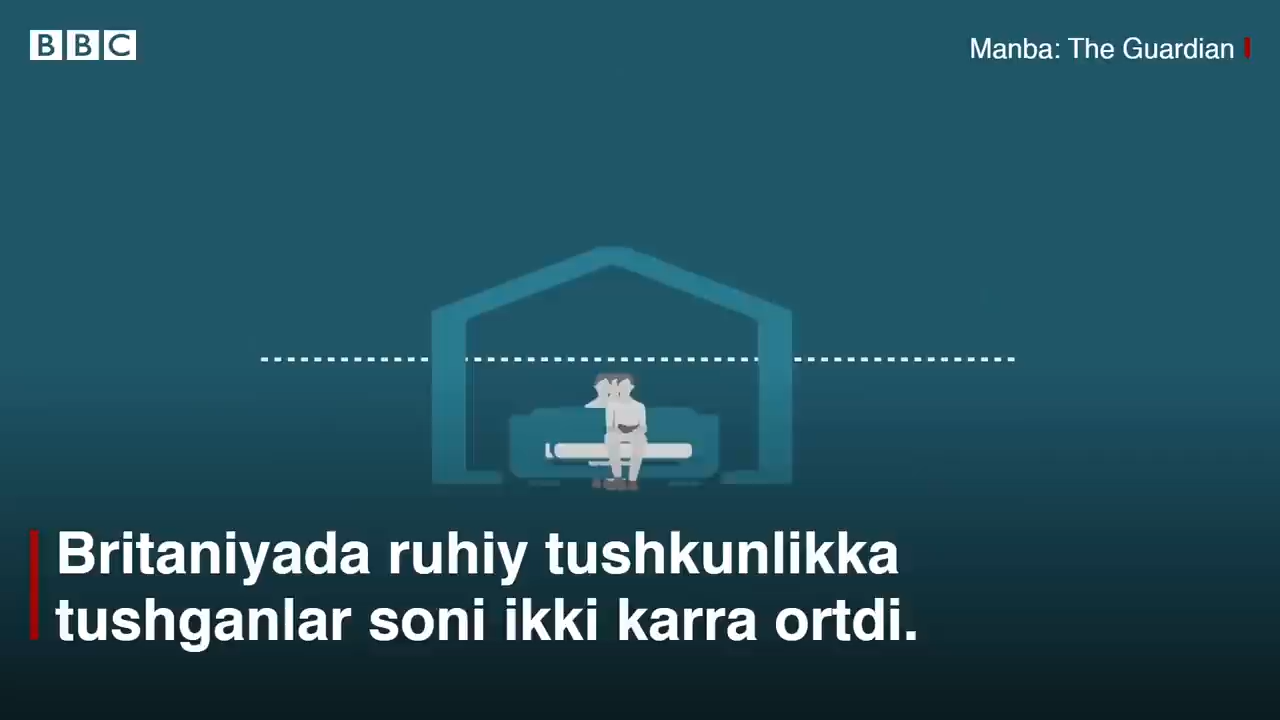 BBC
Manba: The Guardian
Britaniyada ruhiy tushkunlikka
tushganlar soni ikki karra ortdi.